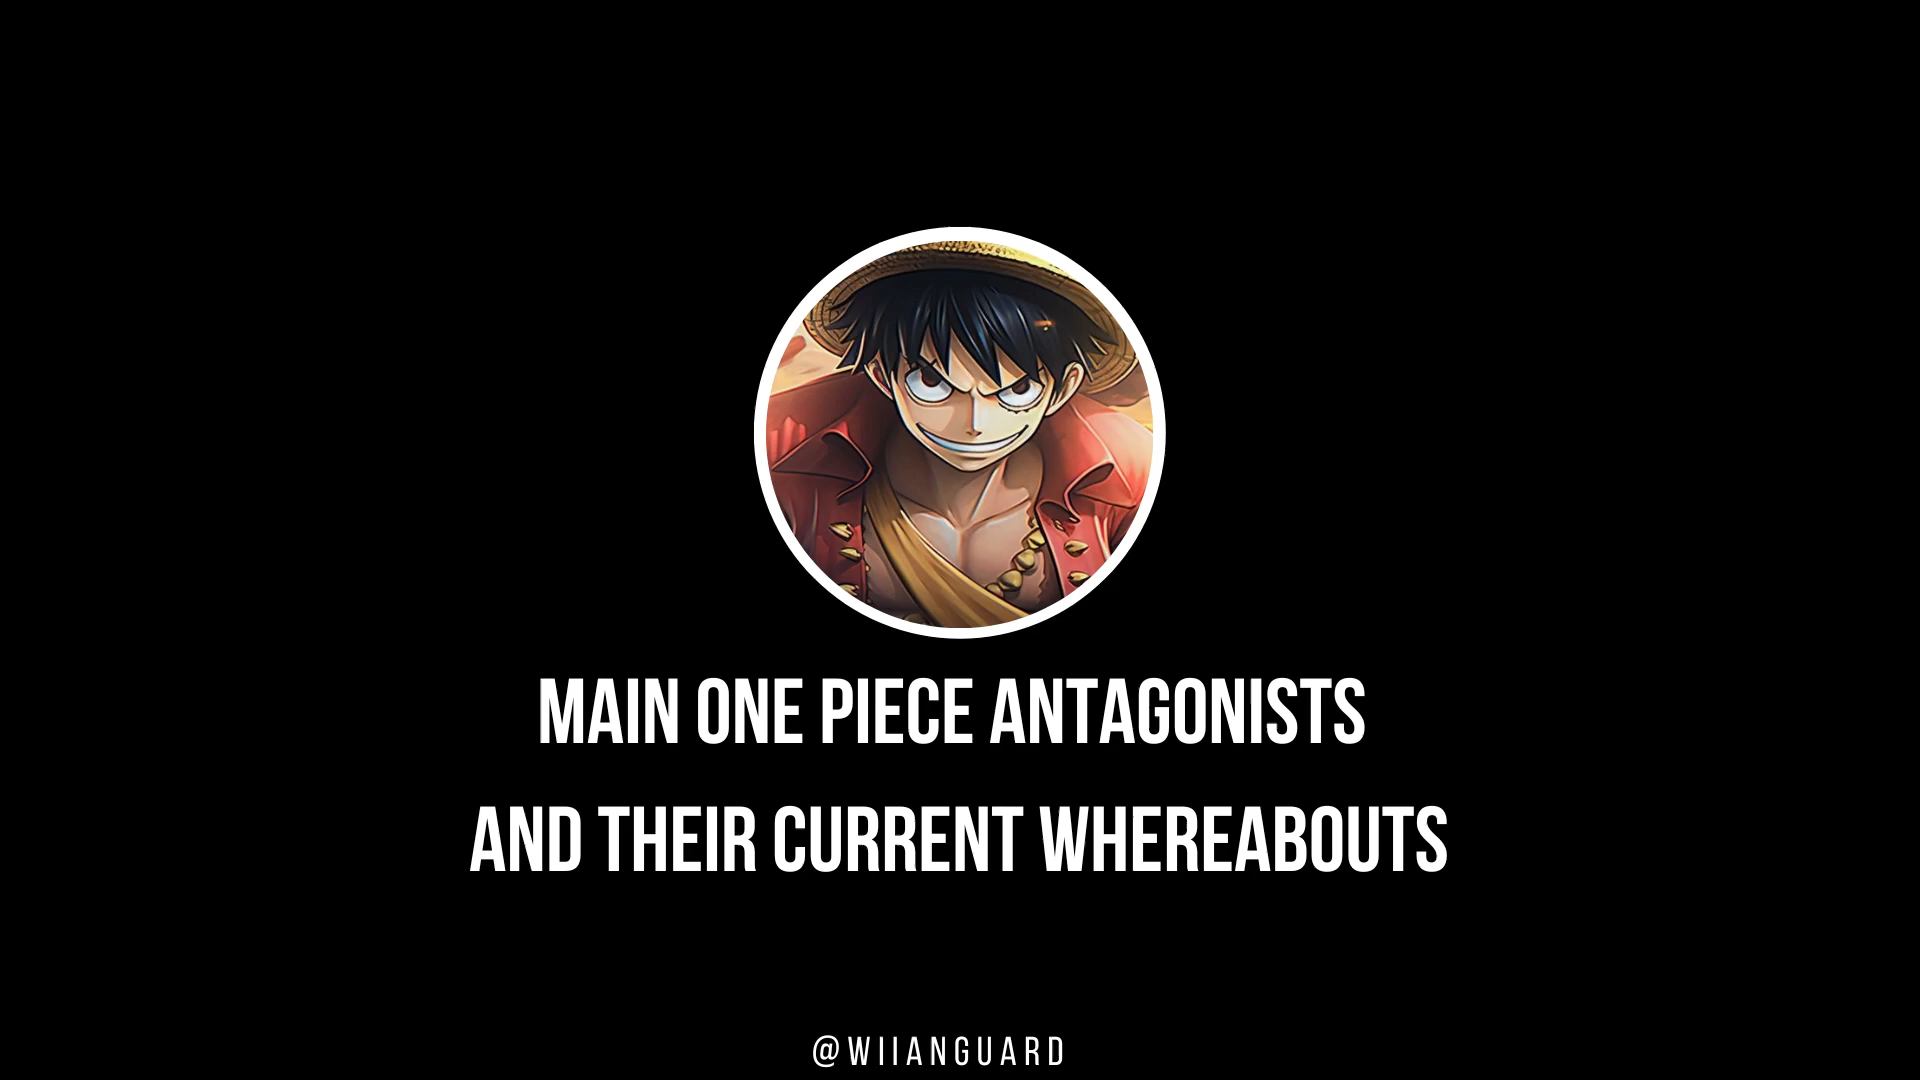 MAIN ONE PIECE ANTAGONISTS
AND THEIR CURRENT WHEREABOUTS
@WIIANGUARD